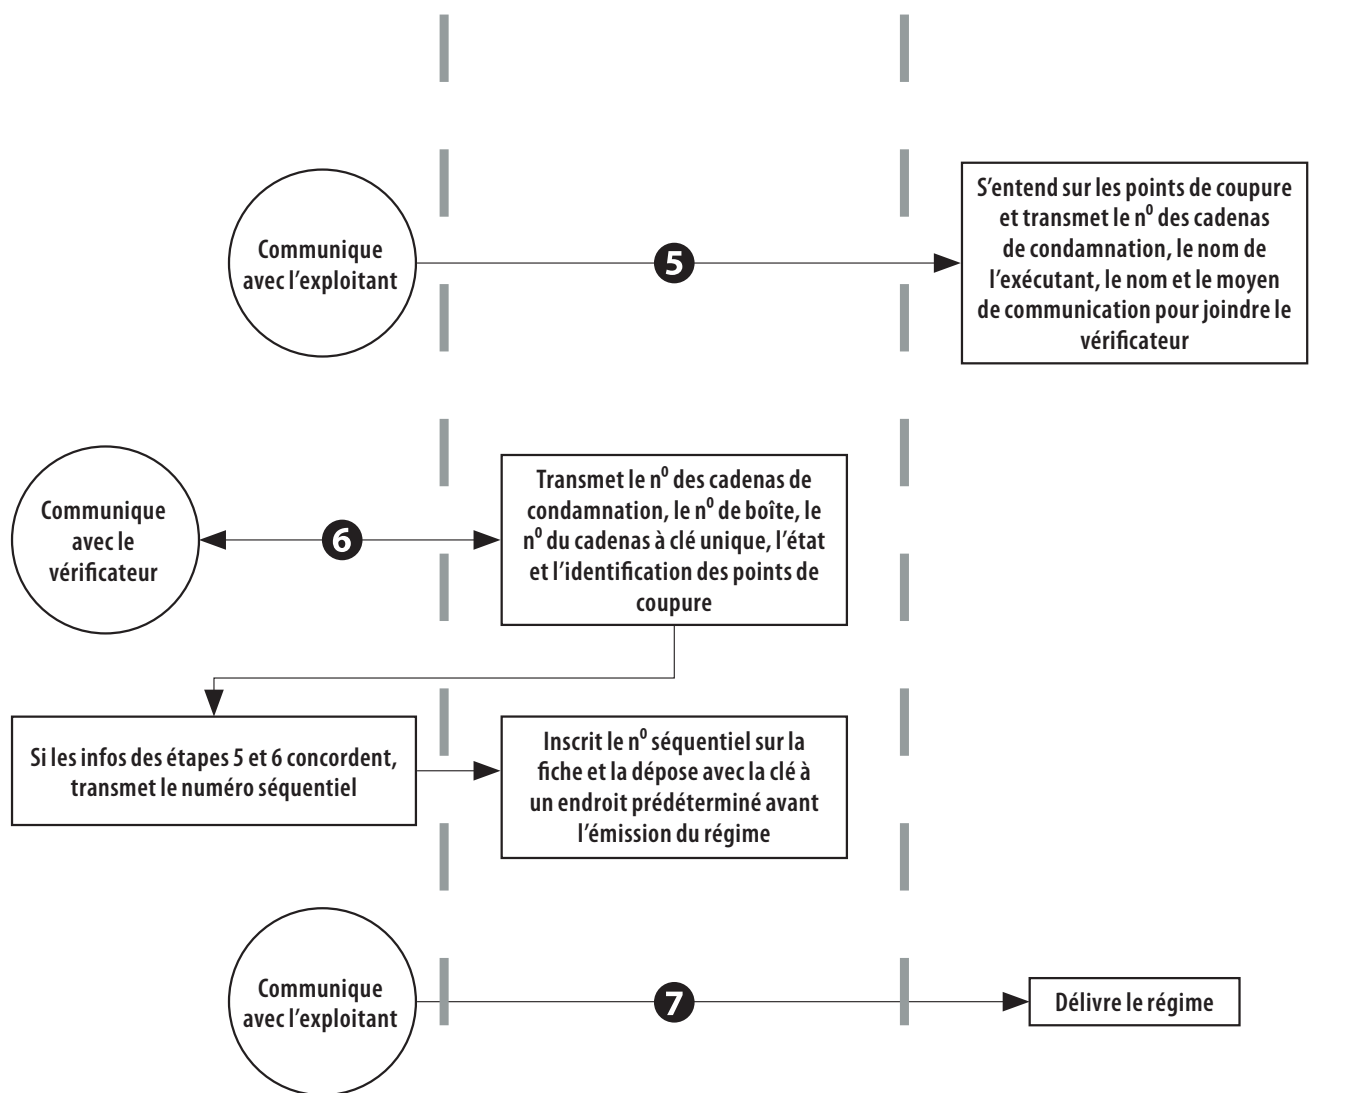 Communique
avec l'exploitant
5
S'entend sur les points de coupure
et transmet le n⁰ des cadenas
de condamnation, le nom de
l'exécutant, le nom et le moyen
de communication pour joindre le
vérificateur
Communique
avec le
vérificateur
6
Transmet le n⁰ des cadenas de
condamnation, le n⁰ de boîte, le
n⁰ du cadenas à clé unique, l'état
et l'identification des points de
coupure
Si les infos des étapes 5 et 6 concordent,
transmet le numéro séquentiel
Inscrit le n⁰ séquentiel sur la
fiche et la dépose avec la clé à
un endroit prédéterminé avant
l'émission du régime
Communique
avec l'exploitant
7
Délivre le régime